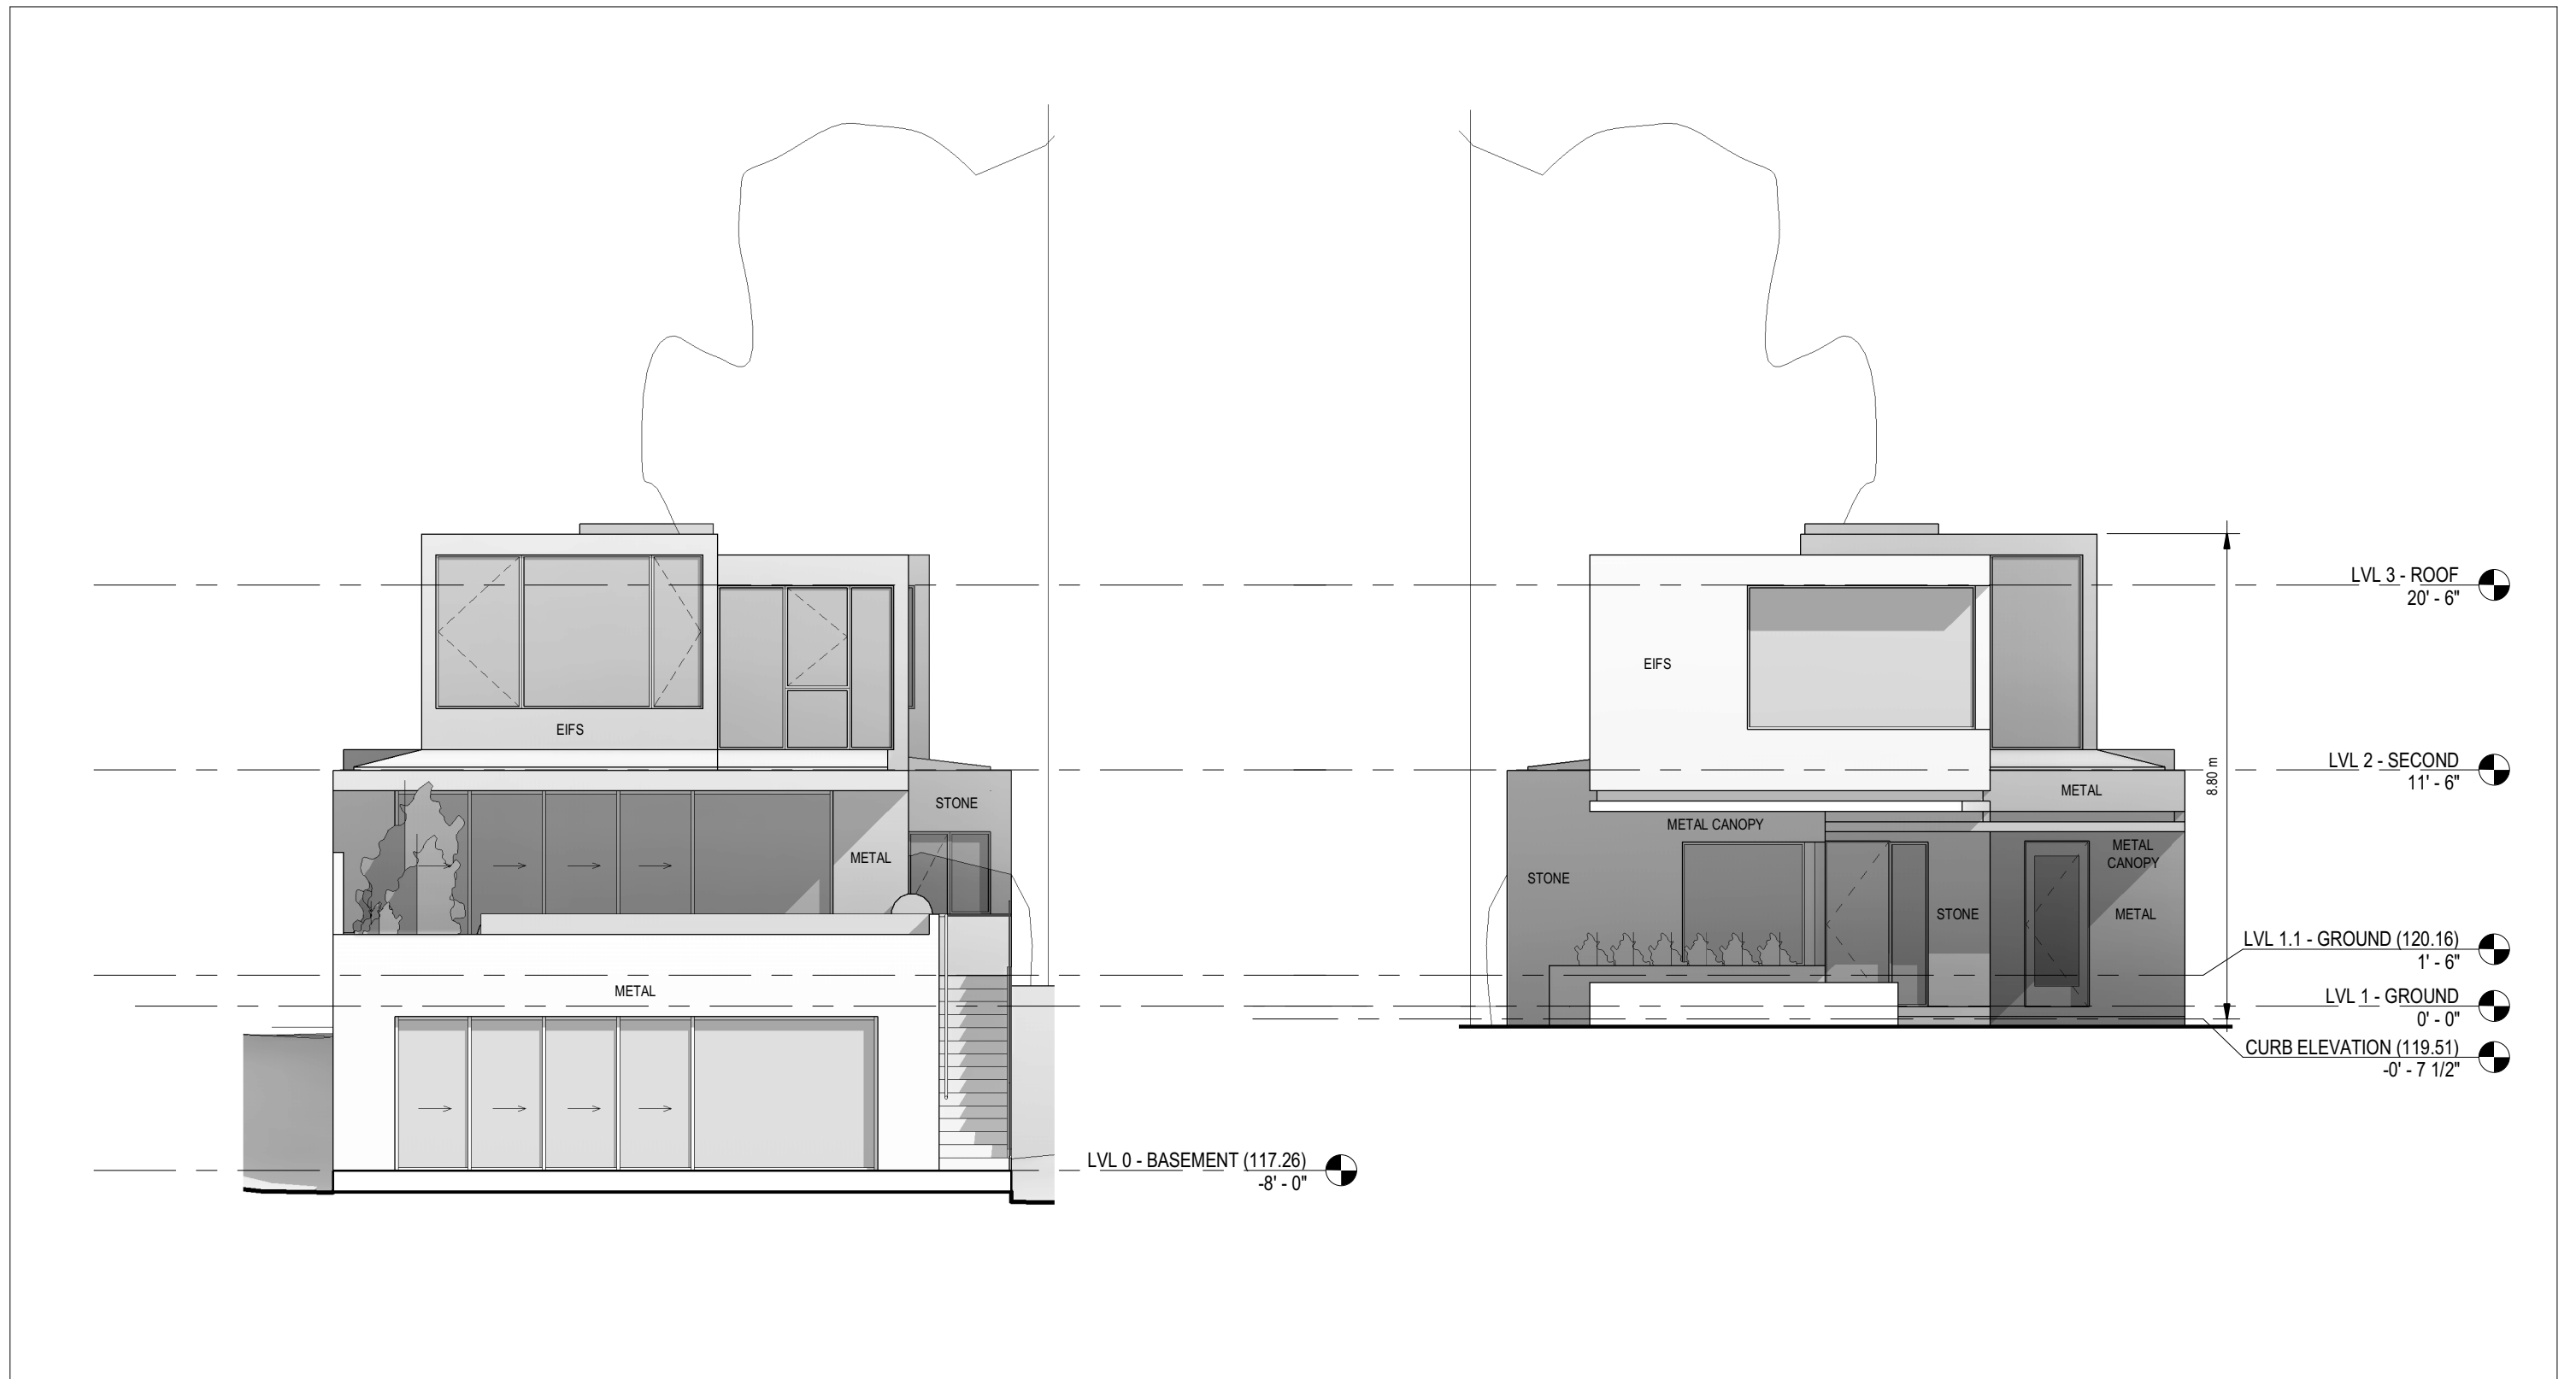 LVL 3 - ROOF
20' - 6"
EIFS
EIFS
LVL 2 - SECOND
11' - 6"
8.80 m
METAL
STONE
METAL CANOPY
METAL
METAL
CANOPY
STONE
STONE
METAL
LVL 1.1 - GROUND (120.16)
1' - 6"
METAL
LVL 1 - GROUND
0' - 0"
CURB ELEVATION (119.51)
-0' - 7 1/2"
LVL 0 - BASEMENT (117.26)
-8' - 0"